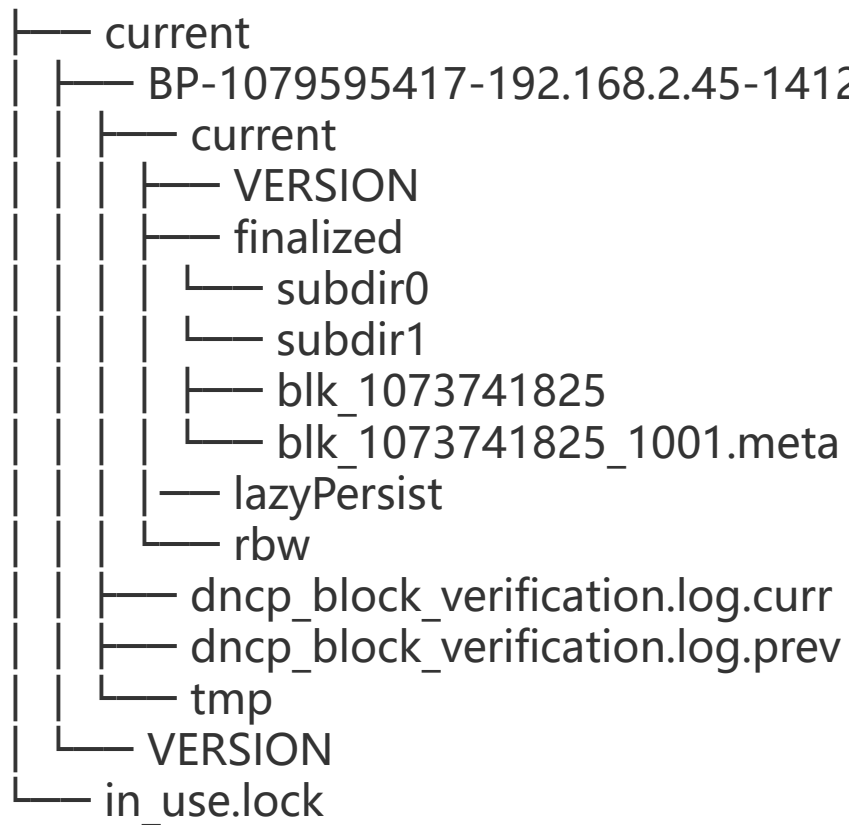 ├── current
│ ├── BP-1079595417-192.168.2.45-1412
│ │ ├── current
│ │ │ ├── VERSION
│ │ │ ├── finalized
│ │ │ │ └── subdir0
│ │ │ │ └── subdir1
│ │ │ │ ├── blk_1073741825
│ │ │ │ └── blk_1073741825_1001.meta
│ │ │ │── lazyPersist
│ │ │ └── rbw
│ │ ├── dncp_block_verification.log.curr
│ │ ├── dncp_block_verification.log.prev
│ │ └── tmp
│ └── VERSION
└── in_use.lock